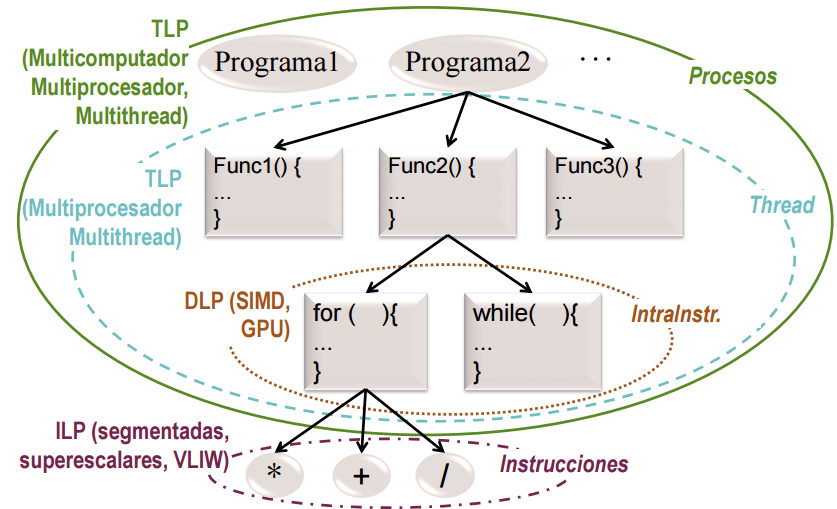 TLP
(Multicomputador
Multiprocesador,
Multithread)
Programa1
Programa2
...
Procesos
TLP
(Multiprocesador
Multithread)
Func1() {
...
}
Func2() {
...
}
Func3() {
...
}
Thread
DLP (SIMD,
GPU)
for ( ){
...
}
while( ){
...
}
IntraInstr.
ILP (segmentadas,
superescalares, VLIW)
*
+
/
Instrucciones